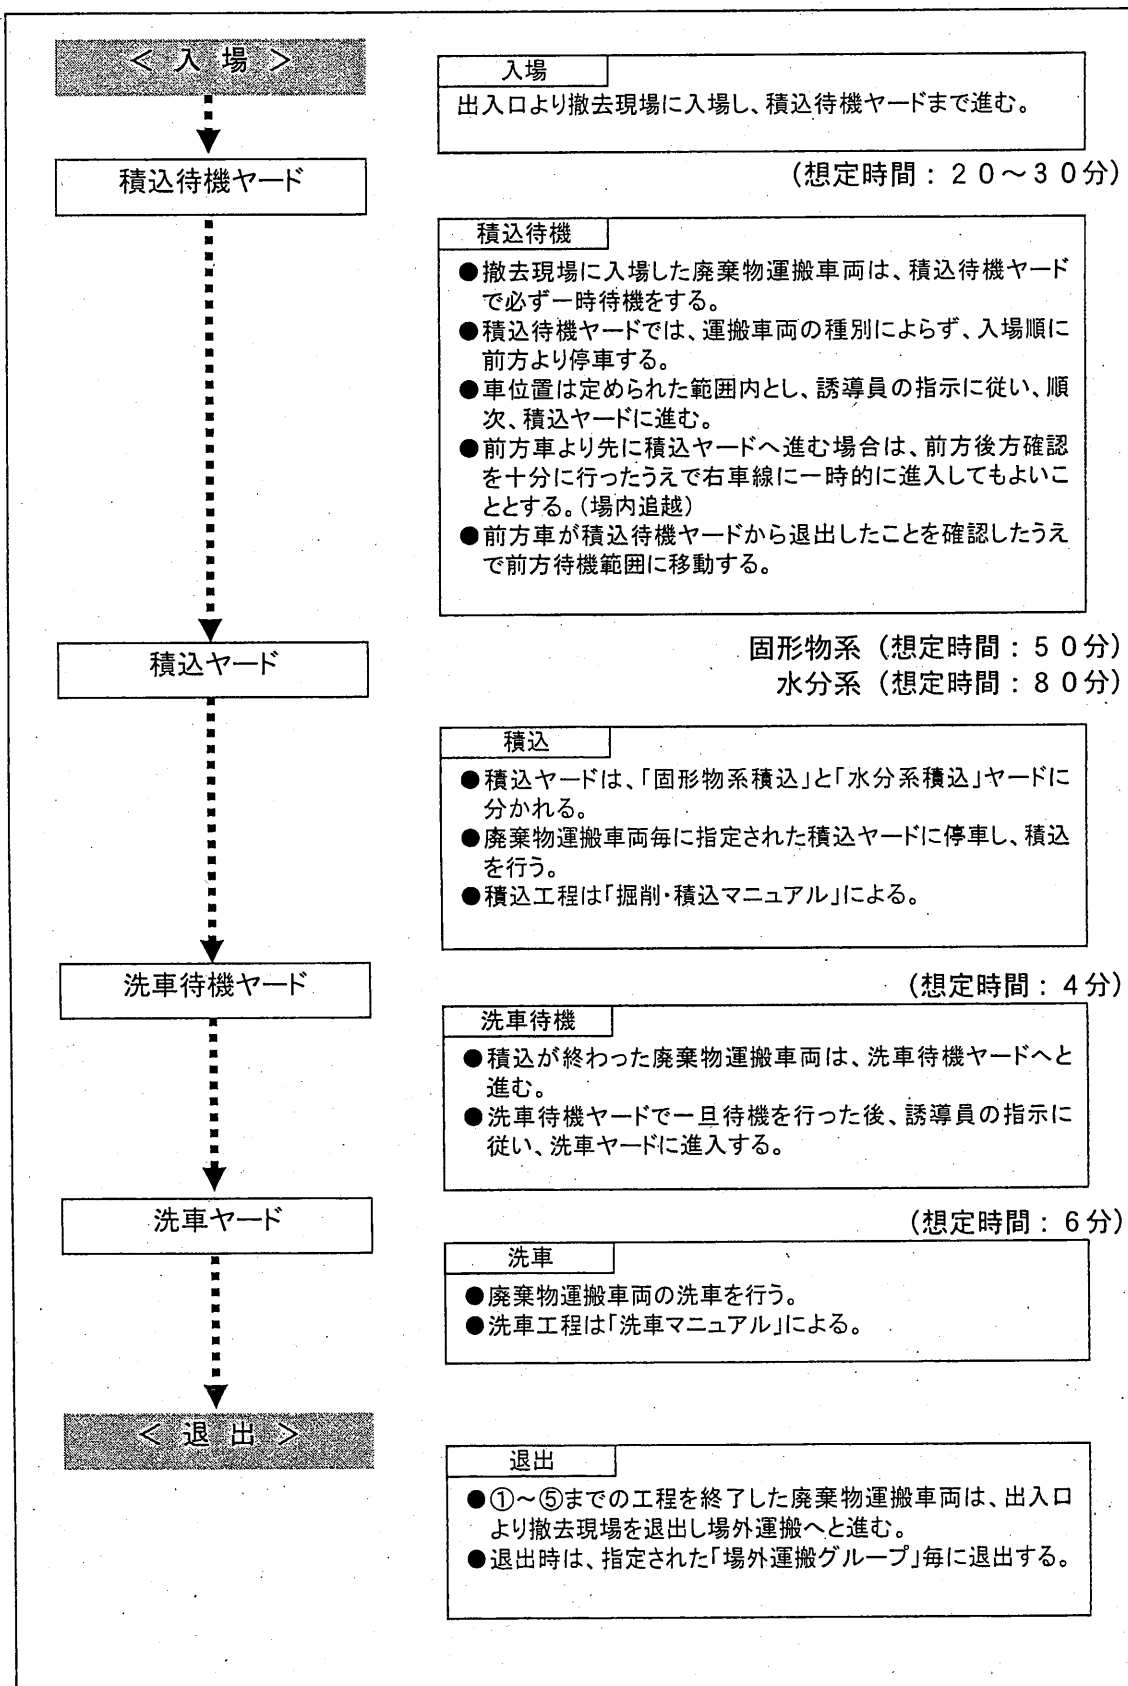 ＜ 入 場 ＞
入場
出入口より撤去現場に入場し、積込待機ヤードまで進む。
積込待機ヤード
（想定時間：２０～３０分）
積込待機
●撤去現場に入場した廃棄物運搬車両は、積込待機ヤード
で必ず一時待機をする。
●積込待機ヤードでは、運搬車両の種別によらず、入場順に
前方より停車する。
●車位置は定められた範囲内とし、誘導員の指示に従い、順
次、積込ヤードに進む。
●前方車より先に積込ヤードへ進む場合は、前方後方確認
を十分に行ったうえで右車線に一時的に進入してもよいこ
ととする。（場内追越）
●前方車が積込待機ヤードから退出したことを確認したうえ
で前方待機範囲に移動する。
積込ヤード
固形物系（想定時間：５０分）
水分系（想定時間：８０分）
積込
●積込ヤードは、「固形物系積込」と「水分系積込」ヤードに
分かれる。
●廃棄物運搬車両毎に指定された積込ヤードに停車し、積込
を行う。
●積込工程は「掘削・積込マニュアル」による。
洗車待機ヤード
（想定時間：４分）
洗車待機
●積込が終わった廃棄物運搬車両は、洗車待機ヤードへと
進む。
●洗車待機ヤードで一旦待機を行った後、誘導員の指示に
従い、洗車ヤードに進入する。
洗車ヤード
（想定時間：６分）
洗車
●廃棄物運搬車両の洗車を行う。
●洗車工程は「洗車マニュアル」による。
＜ 退 出 ＞
退出
●①～⑤までの工程を終了した廃棄物運搬車両は、出入口
より撤去現場を退出し場外運搬へと進む。
●退出時は、指定された「場外運搬グループ」毎に退出する。